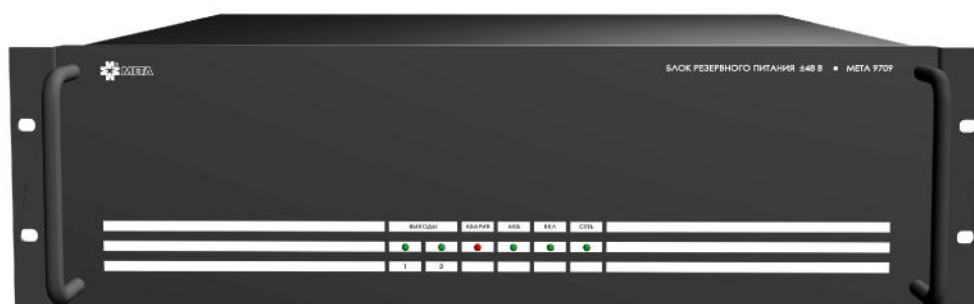 МЕТА
БЛОК РЕЗЕРВНОГО ПИТАНИЯ ±48 В ▪ МЕТА 9709
ВЫХОДЫ АВАРИЯ АКБ ВКЛ СЕТЬ
1 2